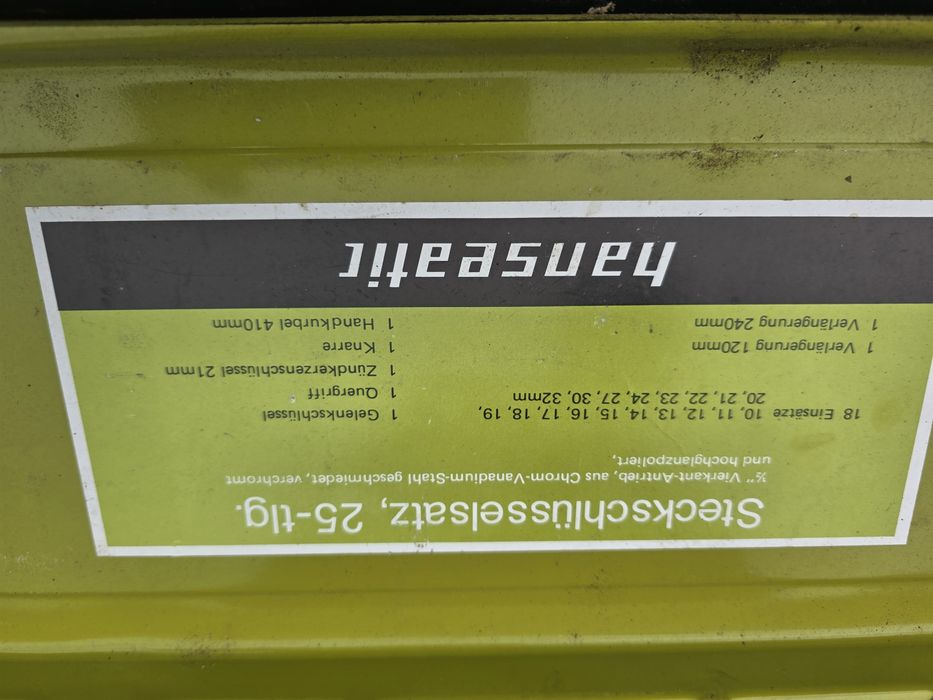 Steckschlüsselsatz, 25-tlg.
½" Vierkant-Antrieb, aus Chrom-Vanadium-Stahl geschmiedet, verchromt
und hochglanzpoliert,
18 Einsätze 10, 11, 12, 13, 14, 15, 16, 17, 18, 19,
20, 21, 22, 23, 24, 27, 30, 32mm
1 Verlängerung 120mm
1 Verlängerung 240mm
1 Gelenkschlüssel
1 Quergriff
1 Zündkerzenschlüssel 21mm
1 Knarre
1 Handkurbel 410mm
hanseatic